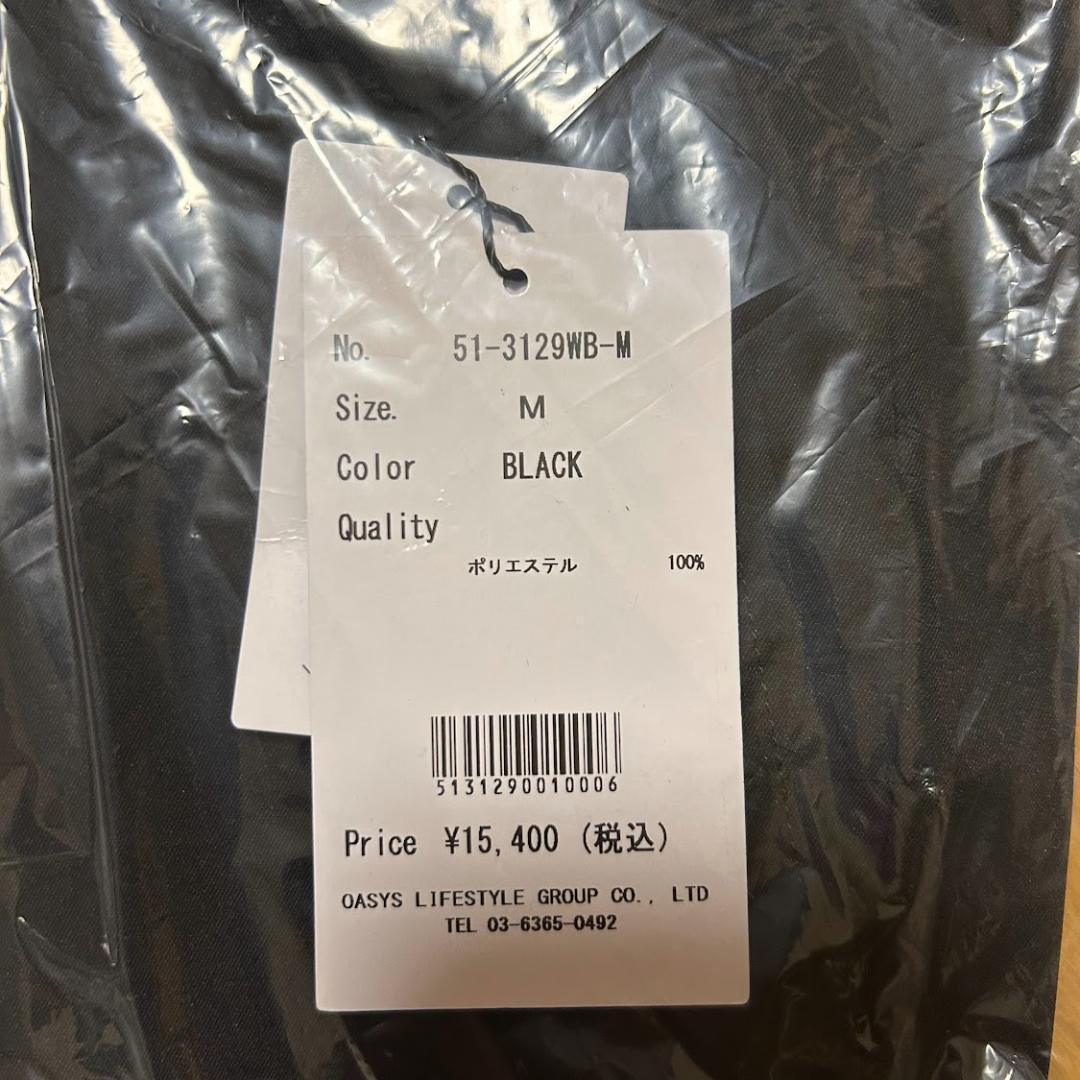 No. 51-3129WB-M
Size. M
Color BLACK
Quality
ポリエステル 100%
5131290010006
Price ¥15,400 (税込)
OASYS LIFESTYLE GROUP CO., LTD
TEL 03-6365-0492